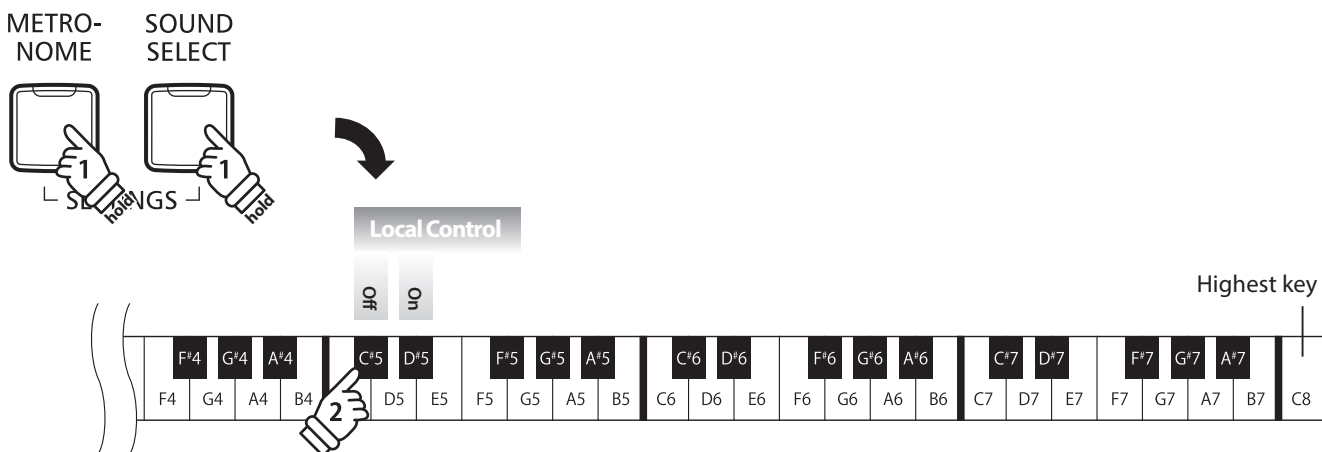 METRO-
NOME
SOUND
SELECT
1
1
hold
hold
SETTINGS
Local Control
Off
On
Highest key
F#4 G#4 A#4 C#5 D#5 F#5 G#5 A#5 C#6 D#6 F#6 G#6 A#6 C#7 D#7 F#7 G#7 A#7
F4 G4 A4 B4 D5 E5 F5 G5 A5 B5 C6 D6 E6 F6 G6 A6 B6 C7 D7 E7 F7 G7 A7 B7 C8
2